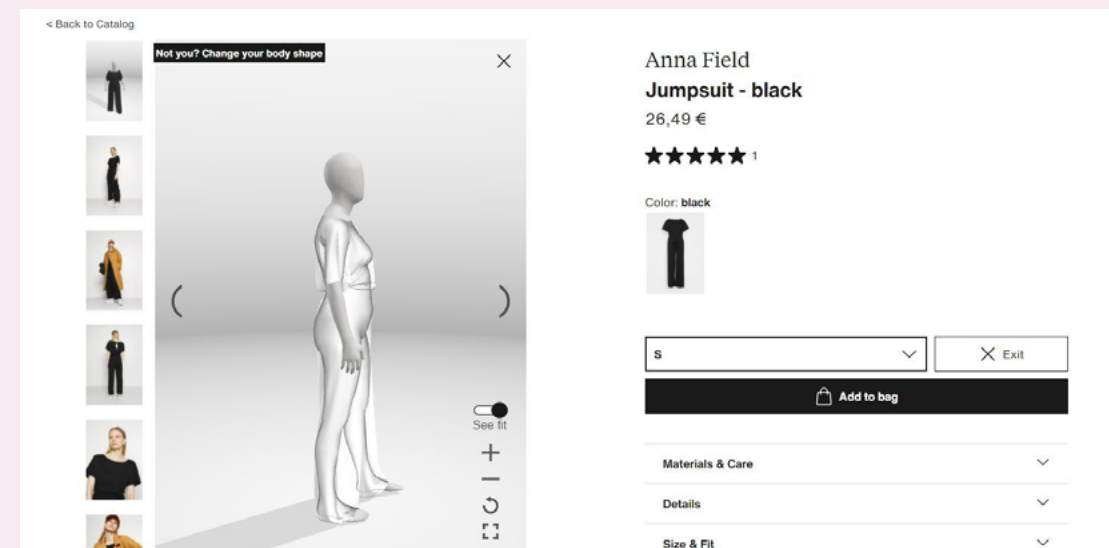 < Back to Catalog
Not you? Change your body shape
See fit
Anna Field
Jumpsuit - black
26,49 €
1
Color: black
S
Exit
Add to bag
Materials & Care
Details
Size & Fit